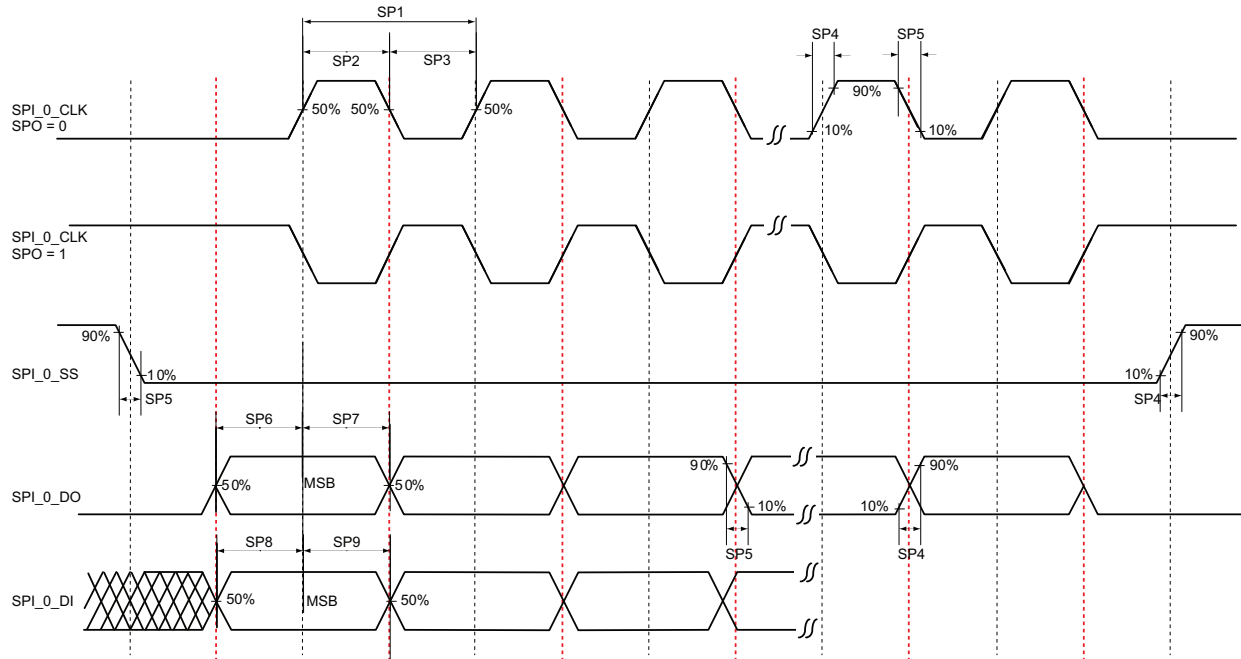 SP1
SP4 SP5
SP2 SP3
SPI_0_CLK
SPO = 0
50% 50% 50% 90%
10% 10%
SPI_0_CLK
SPO = 1
90% 90%
SPI_0_SS 10% 10%
SP5 SP4
SP6 SP7
90% 90%
SPI_0_DO 50% MSB 50%
10% 10%
SP8 SP9 SP5 SP4
SPI_0_DI 50% MSB 50%